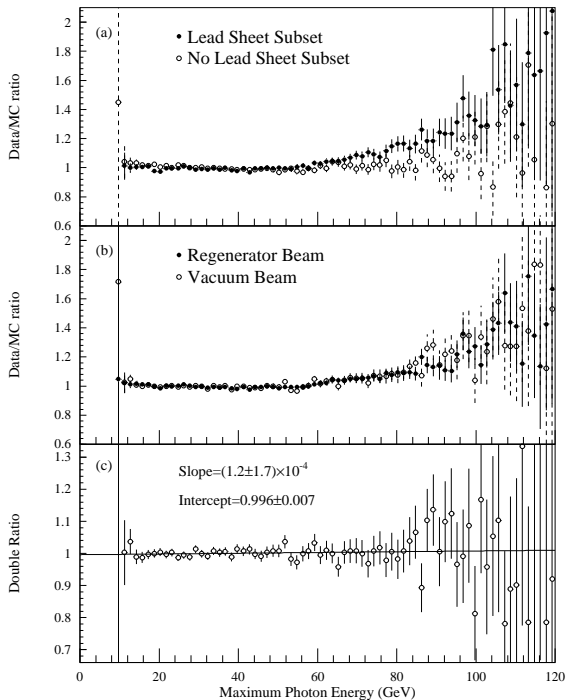 2
1.8
1.6
1.4
1.2
1.0
0.8
0.6
Data/MC ratio
(a)
Lead Sheet Subset
No Lead Sheet Subset
2
1.8
1.6
1.4
1.2
1
0.8
0.6
Data/MC ratio
(b)
Regenerator Beam
Vacuum Beam
1.3
1.2
1.1
1.0
0.9
0.8
0.7
Double Ratio
(c)
Slope=(1.2±1.7)×10⁻⁴
Intercept=0.996±0.007
0 20 40 60 80 100 120
Maximum Photon Energy (GeV)